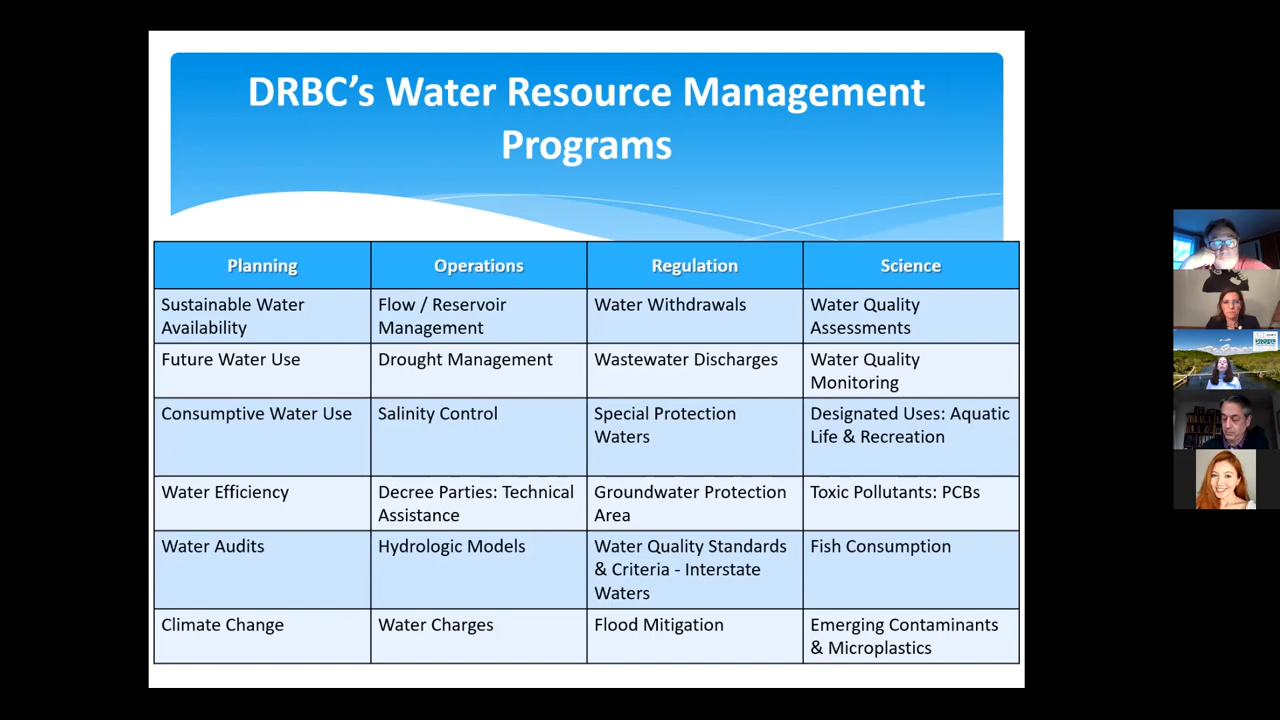 DRBC's Water Resource Management
Programs
Planning
Operations
Regulation
Science
Sustainable Water
Availability
Flow / Reservoir
Management
Water Withdrawals
Water Quality
Assessments
Future Water Use
Drought Management
Wastewater Discharges
Water Quality
Monitoring
Consumptive Water Use
Salinity Control
Special Protection
Waters
Designated Uses: Aquatic
Life & Recreation
Water Efficiency
Decree Parties: Technical
Assistance
Groundwater Protection
Area
Toxic Pollutants: PCBs
Water Audits
Hydrologic Models
Water Quality Standards
& Criteria - Interstate
Waters
Fish Consumption
Climate Change
Water Charges
Flood Mitigation
Emerging Contaminants
& Microplastics